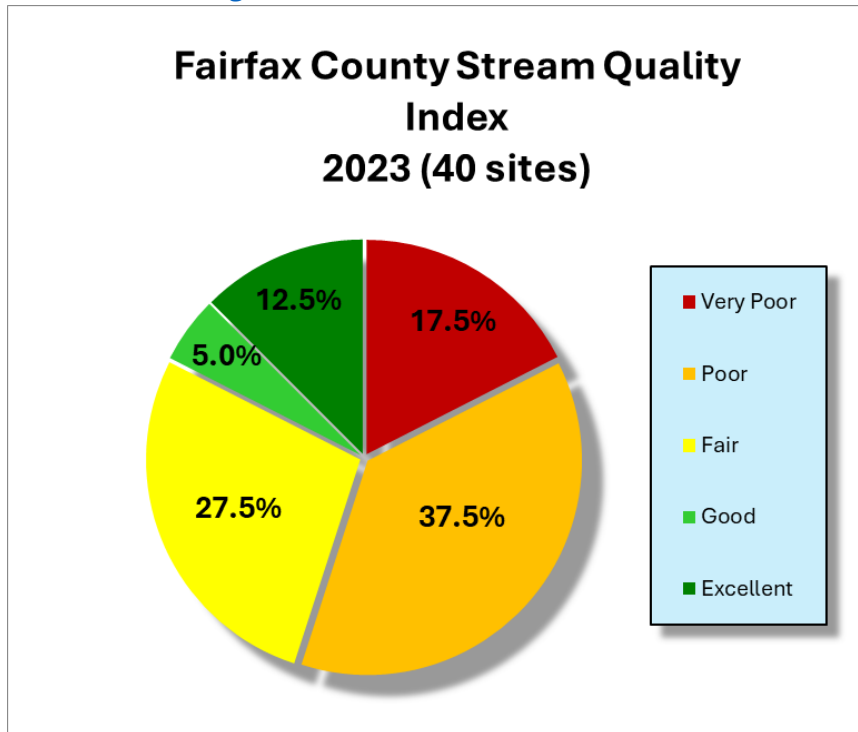 Fairfax County Stream Quality
Index
2023 (40 sites)
12.5%
17.5%
5.0%
27.5%
37.5%
Very Poor
Poor
Fair
Good
Excellent